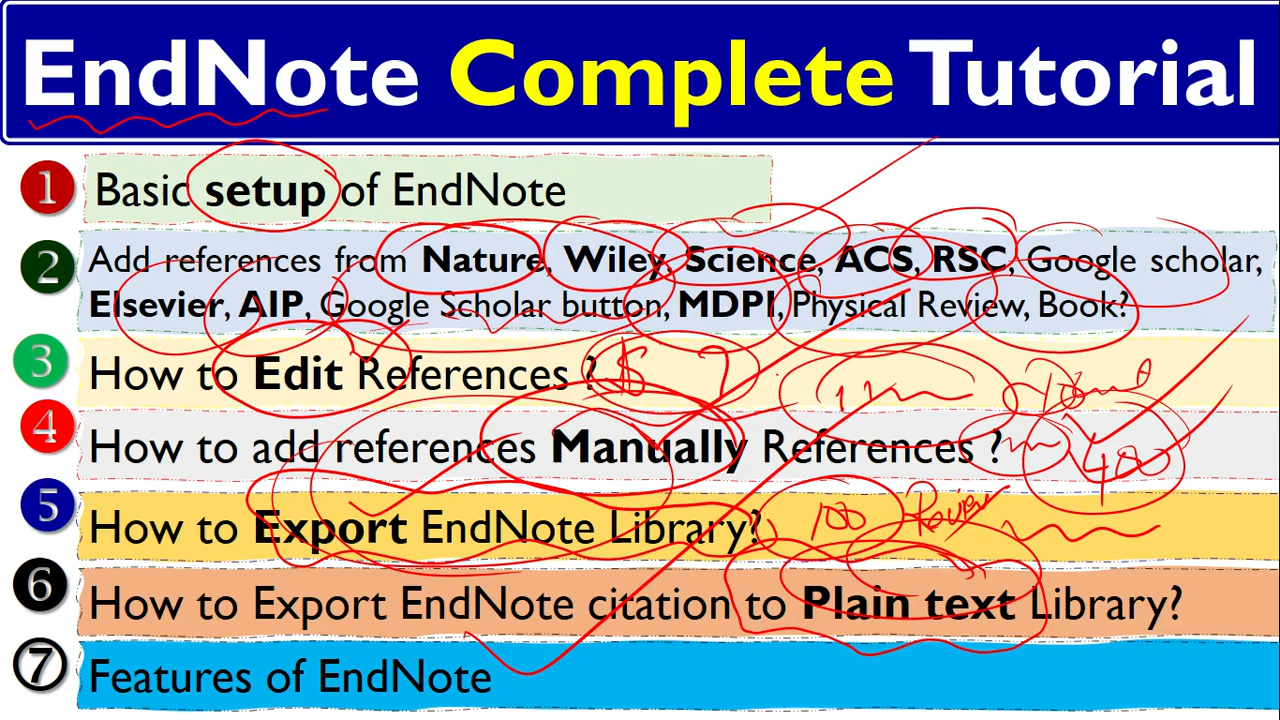 EndNote Complete Tutorial
1 Basic setup of EndNote
2 Add references from Nature, Wiley, Science, ACS, RSC, Google scholar,
Elsevier, AIP, Google Scholar button, MDPI, Physical Review, Book?
3 How to Edit References ? $ ?
4 How to add references Manually References ? 400
5 How to Export EndNote Library? 100 Review
6 How to Export EndNote citation to Plain text Library?
7 Features of EndNote